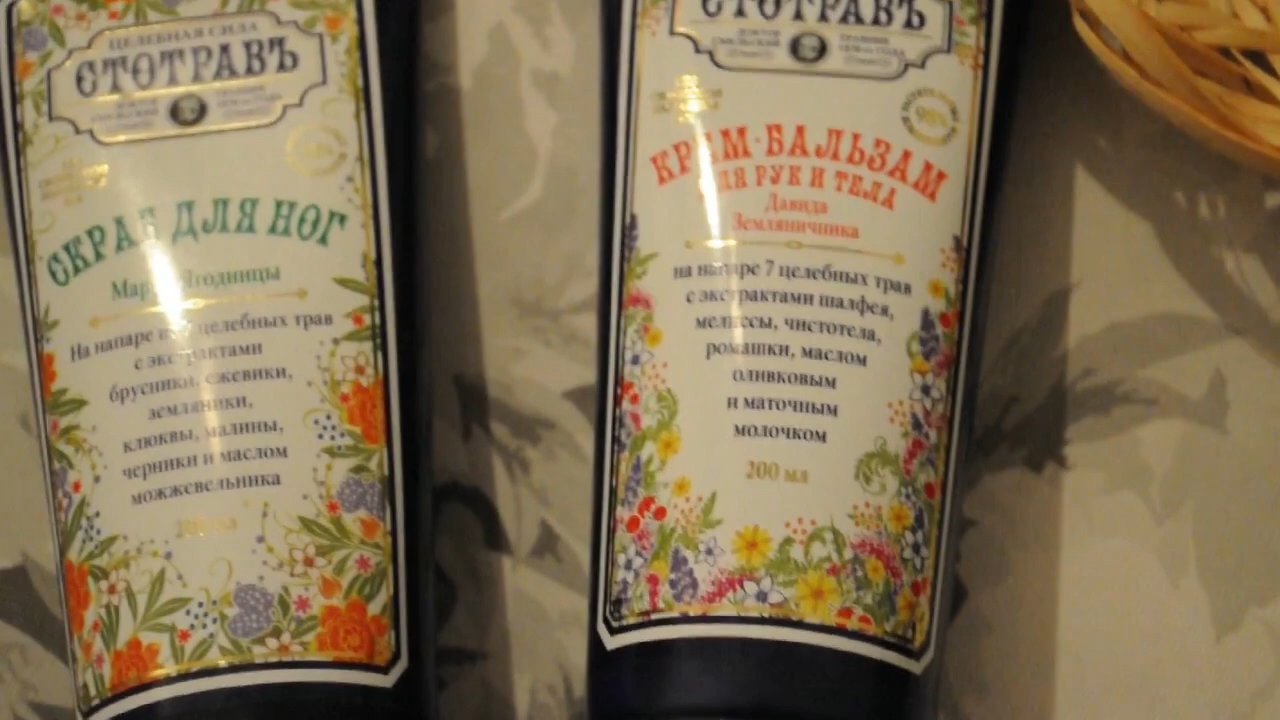 ЦЕЛЕБНАЯ СИЛА
СТОТРАВЪ
СКРАБ ДЛЯ НОГ
Ягодницы
На напаре целебных трав
с экстрактами
брусники, ежевики,
земляники,
клюквы, малины,
черники и маслом
можжевельника
СТОТРАВЪ
98%
КРЕМ-БАЛЬЗАМ
ДЛЯ РУК И ТЕЛА
Давида
Земляничника
на напаре 7 целебных трав
с экстрактами шалфея,
мелиссы, чистотела,
ромашки, маслом
оливковым
и маточным
молочком
200 мл